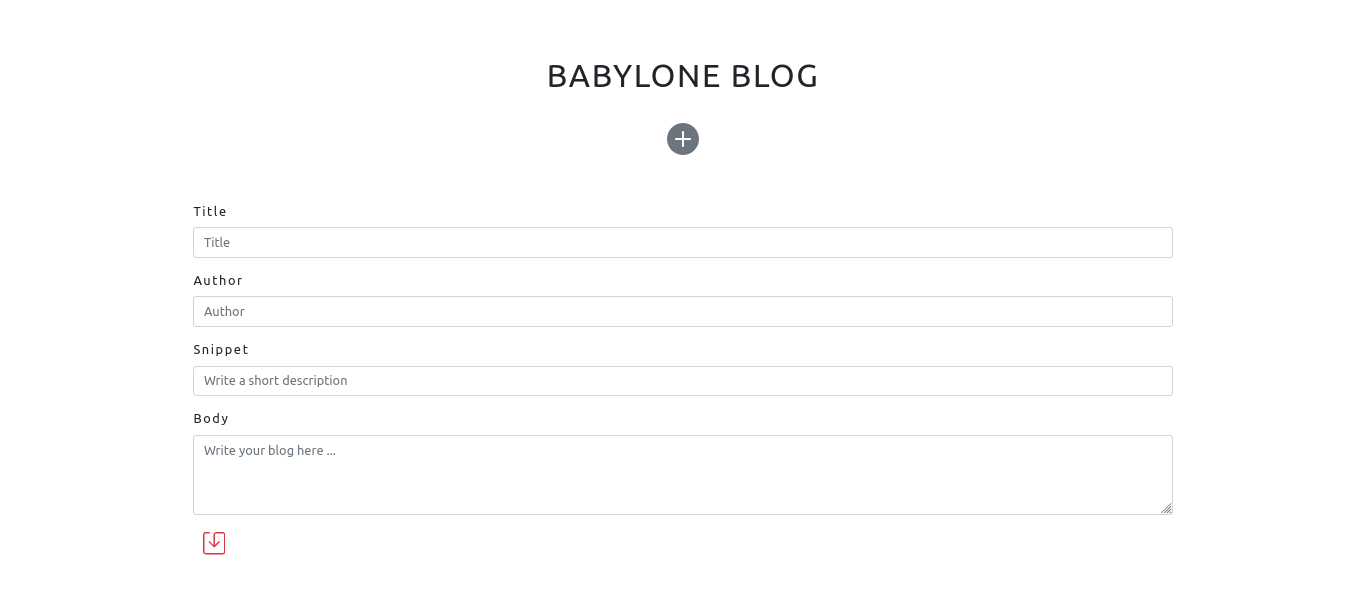 BABYLONE BLOG
Title
Title
Author
Author
Snippet
Write a short description
Body
Write your blog here ...